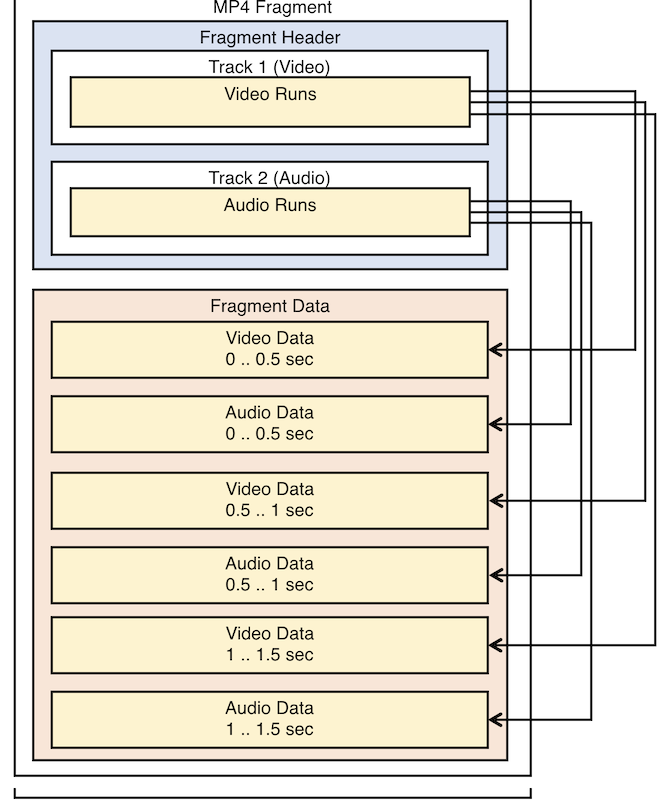 MP4 Fragment
Fragment Header
Track 1 (Video)
Video Runs
Track 2 (Audio)
Audio Runs
Fragment Data
Video Data
0 .. 0.5 sec
Audio Data
0 .. 0.5 sec
Video Data
0.5 .. 1 sec
Audio Data
0.5 .. 1 sec
Video Data
1 .. 1.5 sec
Audio Data
1 .. 1.5 sec